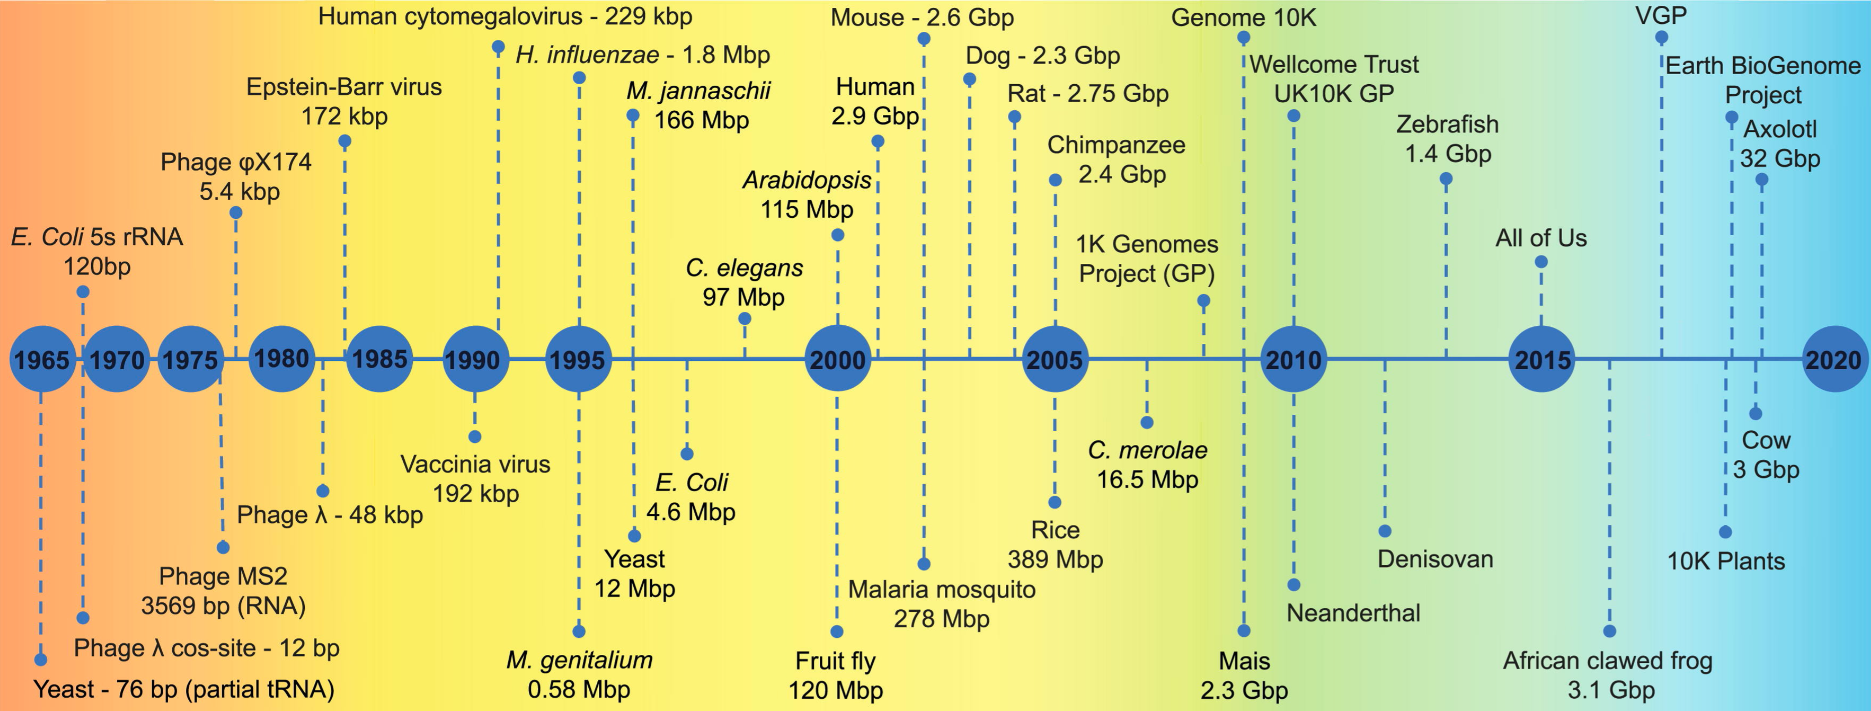 Human cytomegalovirus - 229 kbp
H. influenzae - 1.8 Mbp
Epstein-Barr virus
172 kbp
M. jannaschii
166 Mbp
Phage φX174
5.4 kbp
E. Coli 5s rRNA
120bp
C. elegans
97 Mbp
Arabidopsis
115 Mbp
Human
2.9 Gbp
Mouse - 2.6 Gbp
Dog - 2.3 Gbp
Rat - 2.75 Gbp
Chimpanzee
2.4 Gbp
1K Genomes
Project (GP)
Genome 10K
Wellcome Trust
UK10K GP
Zebrafish
1.4 Gbp
All of Us
VGP
Earth BioGenome
Project
Axolotl
32 Gbp
1965 1970 1975 1980 1985 1990 1995 2000 2005 2010 2015 2020
Yeast - 76 bp (partial tRNA)
Phage λ cos-site - 12 bp
Phage MS2
3569 bp (RNA)
Phage λ - 48 kbp
Vaccinia virus
192 kbp
M. genitalium
0.58 Mbp
Yeast
12 Mbp
E. Coli
4.6 Mbp
Fruit fly
120 Mbp
Malaria mosquito
278 Mbp
Rice
389 Mbp
C. merolae
16.5 Mbp
Mais
2.3 Gbp
Neanderthal
Denisovan
African clawed frog
3.1 Gbp
10K Plants
Cow
3 Gbp